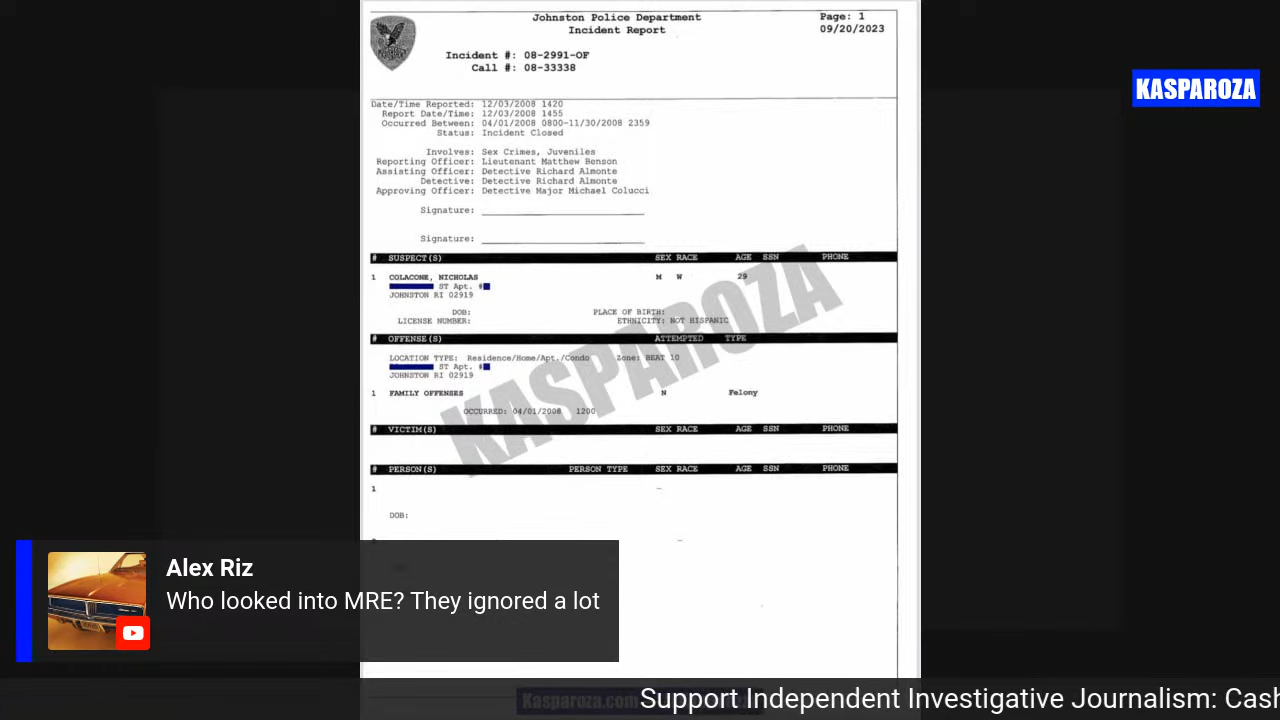 Johnston Police Department
Incident Report
Page: 1
09/20/2023
Incident #: 08-2991-OF
Call #: 08-33338
KASPAROZA
Date/Time Reported: 12/03/2008 1420
Report Date/Time: 12/03/2008 1455
Occurred Between: 04/01/2008 0800-11/30/2008 2359
Status: Incident Closed
Involves: Sex Crimes, Juveniles
Reporting Officer: Lieutenant Matthew Benson
Assisting Officer: Detective Richard Almonte
Detective: Detective Richard Almonte
Approving Officer: Detective Major Michael Colucci
Signature:
Signature:
# SUSPECT(S) SEX RACE AGE SSN PHONE
1 COLACONE, NICHOLAS M W 29
ST Apt. #
JOHNSTON RI 02919
DOB: PLACE OF BIRTH:
LICENSE NUMBER: ETHNICITY: NOT HISPANIC
# OFFENSE(S) ATTEMPTED TYPE
LOCATION TYPE: Residence/Home/Apt./Condo Zone: BEAT 10
ST Apt. #
JOHNSTON RI 02919
1 FAMILY OFFENSES N Felony
OCCURRED: 04/01/2008 1200
KASPAROZA
# VICTIM(S) SEX RACE AGE SSN PHONE
# PERSON(S) PERSON TYPE SEX RACE AGE SSN PHONE
1
DOB:
Alex Riz
Who looked into MRE? They ignored a lot
Kasparoza.com
Support Independent Investigative Journalism: Cash